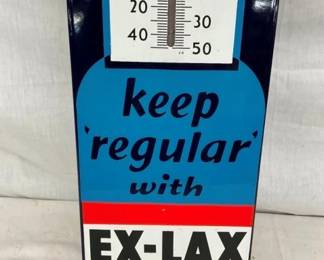 20 30
40 50
keep
'regular'
with
EX-LAX